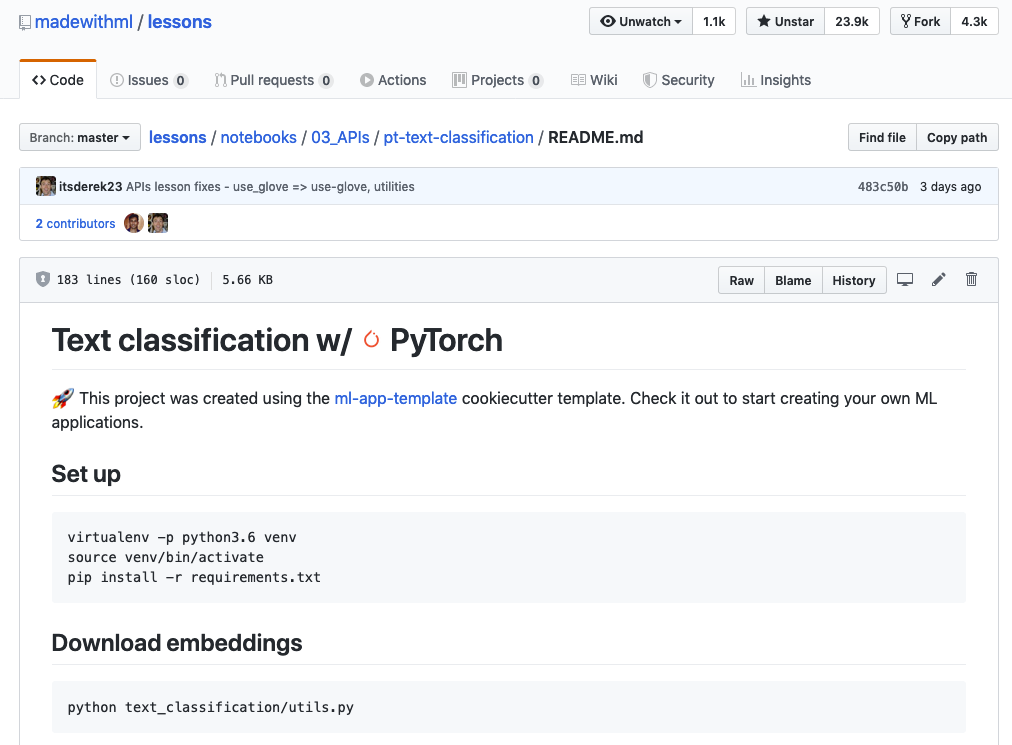 madewithml / lessons
Unwatch 1.1k Unstar 23.9k Fork 4.3k
Code Issues 0 Pull requests 0 Actions Projects 0 Wiki Security Insights
Branch: master lessons / notebooks / 03_APIs / pt-text-classification / README.md Find file Copy path
itsderek23 APIs lesson fixes - use_glove => use-glove, utilities 483c50b 3 days ago
2 contributors
183 lines (160 sloc) 5.66 KB Raw Blame History
Text classification w/ PyTorch
🚀 This project was created using the ml-app-template cookiecutter template. Check it out to start creating your own ML
applications.
Set up
virtualenv -p python3.6 venv
source venv/bin/activate
pip install -r requirements.txt
Download embeddings
python text_classification/utils.py